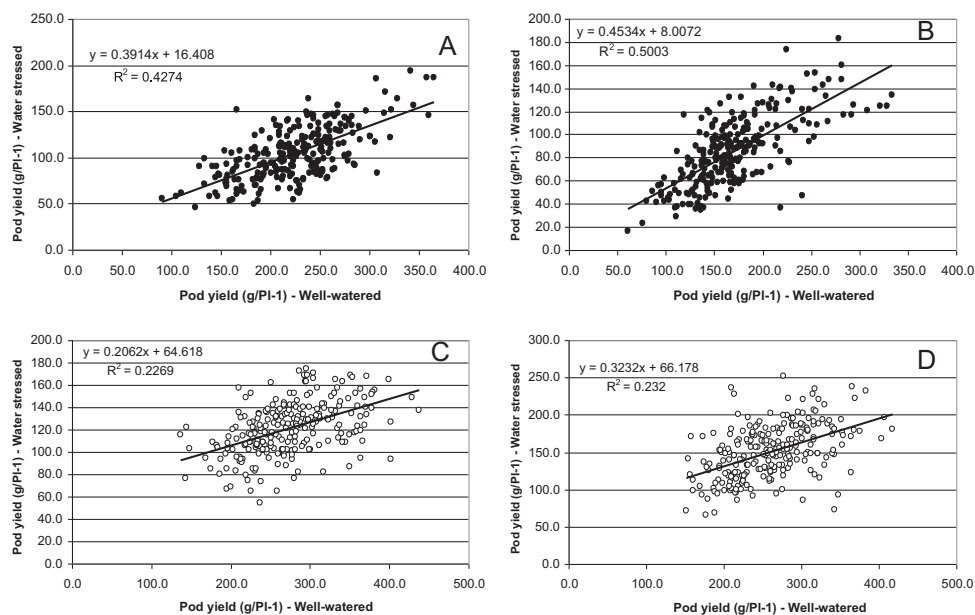 A
y = 0.3914x + 16.408
R² = 0.4274
Pod yield (g/Pl-1) - Water stressed
250.0
200.0
150.0
100.0
50.0
0.0
0.0 50.0 100.0 150.0 200.0 250.0 300.0 350.0 400.0
Pod yield (g/Pl-1) - Well-watered
B
y = 0.4534x + 8.0072
R² = 0.5003
Pod yield (g/Pl-1) - Water stressed
200.0
180.0
160.0
140.0
120.0
100.0
80.0
60.0
40.0
20.0
0.0
0.0 50.0 100.0 150.0 200.0 250.0 300.0 350.0 400.0
Pod yield (g/Pl-1) - Well-watered
C
y = 0.2062x + 64.618
R² = 0.2269
Pod yield (g/Pl-1) - Water stressed
200.0
180.0
160.0
140.0
120.0
100.0
80.0
60.0
40.0
20.0
0.0
0.0 100.0 200.0 300.0 400.0 500.0
Pod yield (g/Pl-1) - Well-watered
D
y = 0.3232x + 66.178
R² = 0.232
Pod yield (g/Pl-1) - Water stressed
300.0
250.0
200.0
150.0
100.0
50.0
0.0
0.0 100.0 200.0 300.0 400.0 500.0
Pod yield (g/Pl-1) - Well-watered